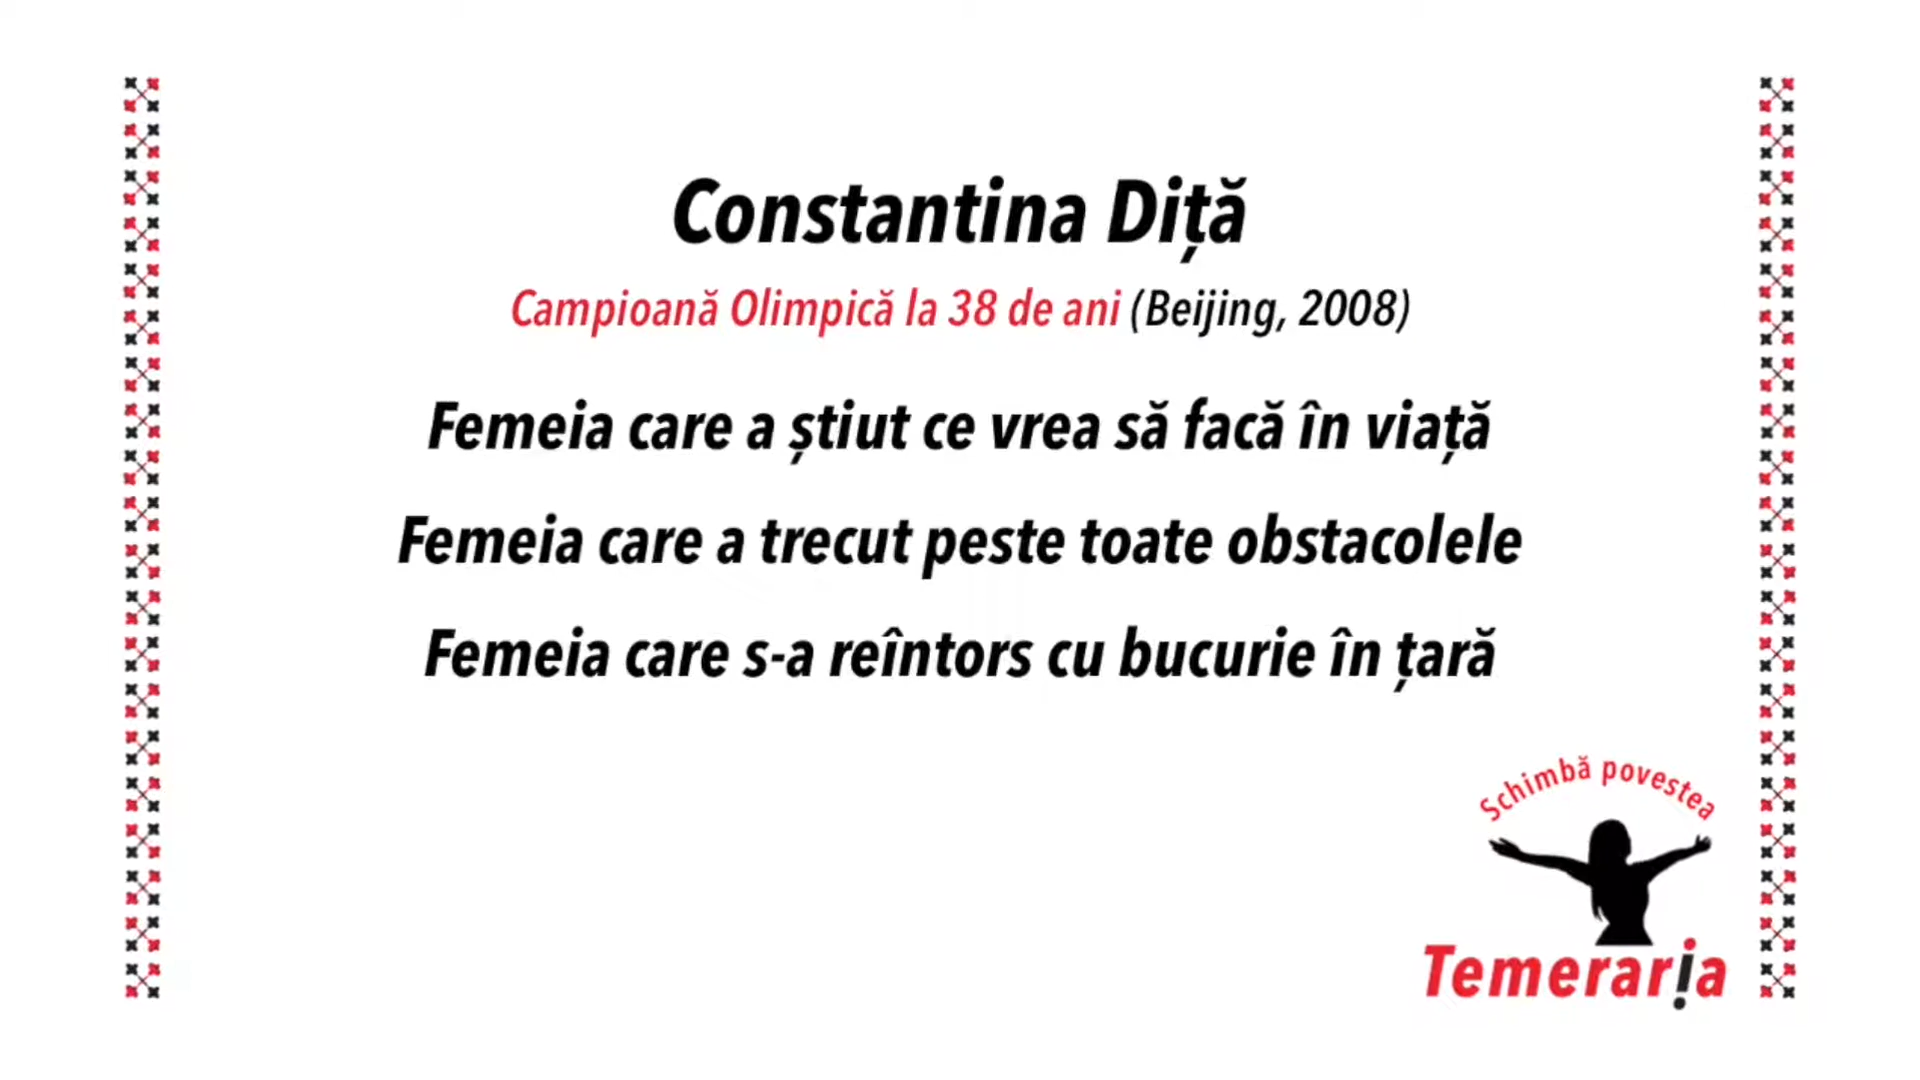 Constantina Diță
Campioană Olimpică la 38 de ani (Beijing, 2008)
Femeia care a știut ce vrea să facă în viață
Femeia care a trecut peste toate obstacolele
Femeia care s-a reîntors cu bucurie în țară
Schimbă povestea
Temeraria